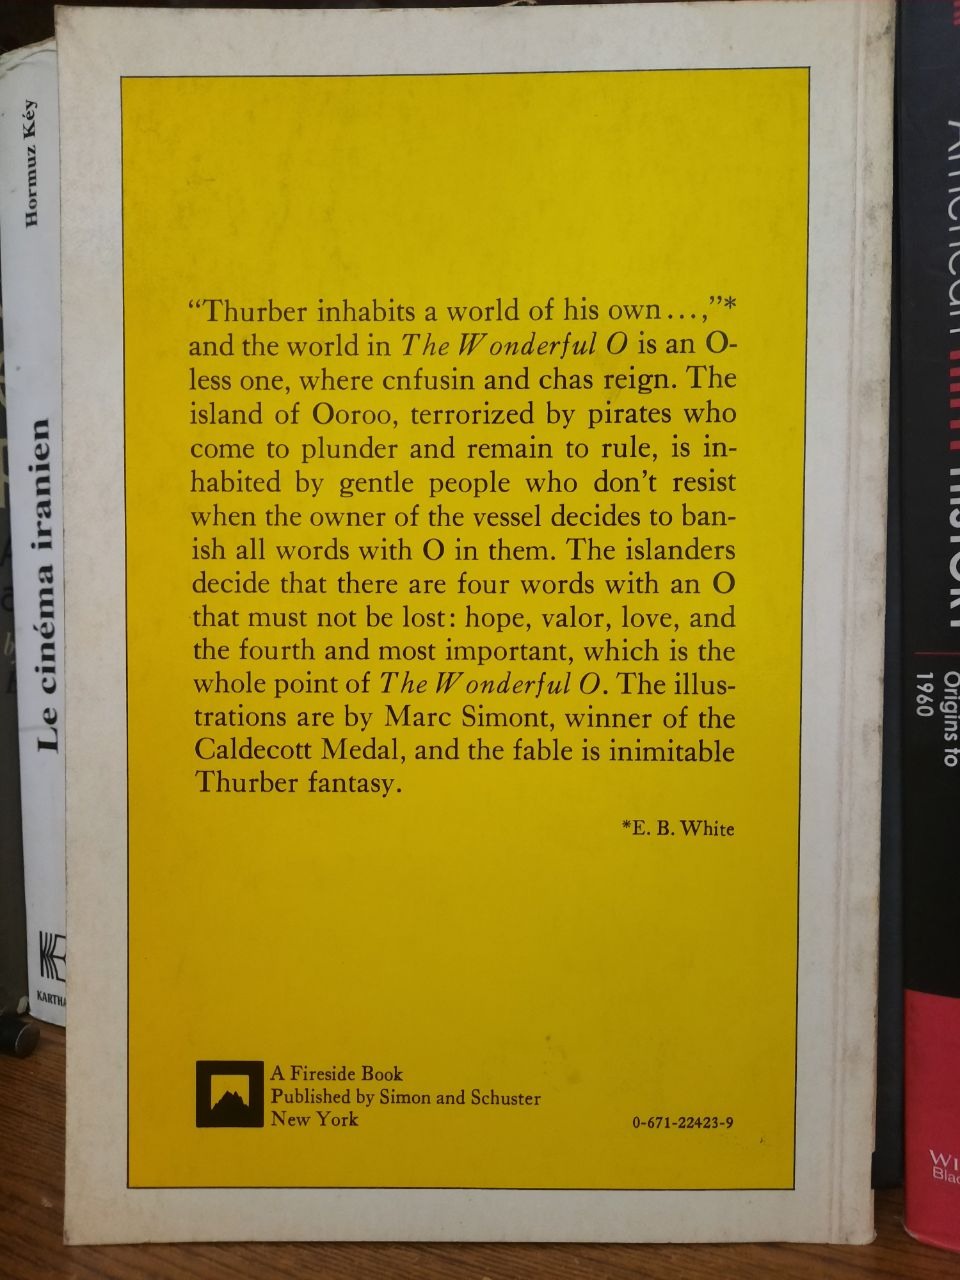 Hormuz Kéy
Le cinéma iranien
“Thurber inhabits a world of his own...,”*
and the world in The Wonderful O is an O-
less one, where cnfusin and chas reign. The
island of Ooroo, terrorized by pirates who
come to plunder and remain to rule, is in-
habited by gentle people who don’t resist
when the owner of the vessel decides to ban-
ish all words with O in them. The islanders
decide that there are four words with an O
that must not be lost: hope, valor, love, and
the fourth and most important, which is the
whole point of The Wonderful O. The illus-
trations are by Marc Simont, winner of the
Caldecott Medal, and the fable is inimitable
Thurber fantasy.
*E. B. White
A Fireside Book
Published by Simon and Schuster
New York
0-671-22423-9
American
Origins to
1960